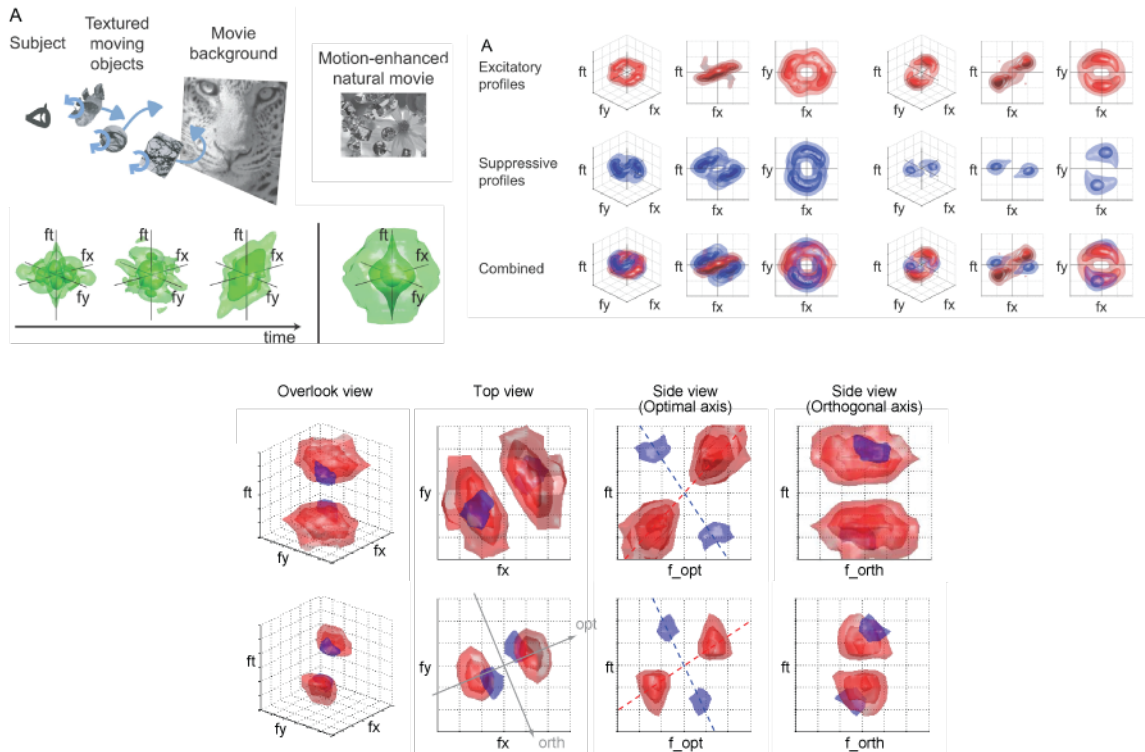 A
Subject
Textured
moving
objects
Movie
background
Motion-enhanced
natural movie
ft
fx
fy
ft
fx
fy
ft
fx
fy
ft
fx
fy
time
A
Excitatory
profiles
ft
fy
fx
ft
fx
fy
fx
ft
fy
fx
ft
fx
fy
fx
Suppressive
profiles
ft
fy
fx
ft
fx
fy
fx
ft
fy
fx
ft
fx
fy
fx
Combined
ft
fy
fx
ft
fx
fy
fx
ft
fy
fx
ft
fx
fy
fx
Overlook view
Top view
Side view
(Optimal axis)
Side view
(Orthogonal axis)
ft
fy
fx
fy
fx
ft
f_opt
ft
f_orth
ft
fy
fx
fy
fx
opt
orth
ft
f_opt
ft
f_orth